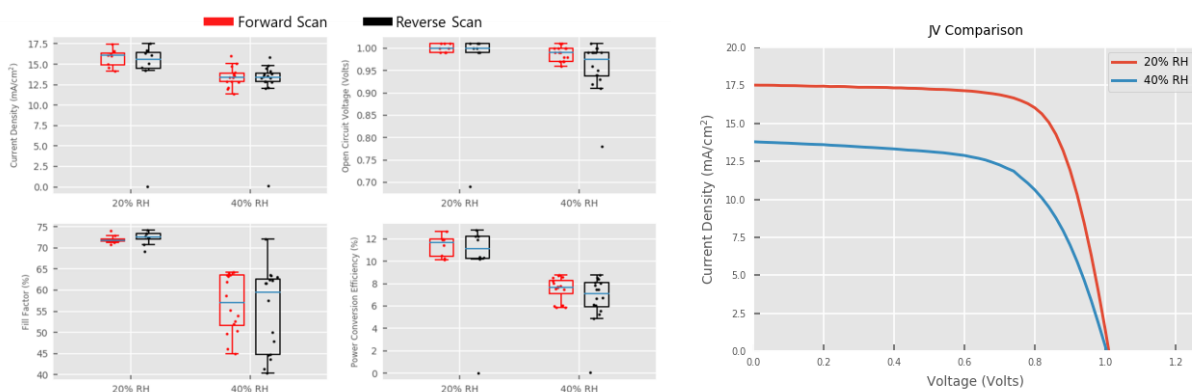 Forward Scan
Reverse Scan
Current Density (mA/cm²)
17.5
15.0
12.5
10.0
7.5
5.0
2.5
0.0
20% RH
40% RH
Open Circuit Voltage (Volts)
1.00
0.95
0.90
0.85
0.80
0.75
0.70
20% RH
40% RH
Fill Factor (%)
75
70
65
60
55
50
45
40
20% RH
40% RH
Power Conversion Efficiency (%)
12
10
8
6
4
2
0
20% RH
40% RH
JV Comparison
20% RH
40% RH
Current Density (mA/cm²)
20.0
17.5
15.0
12.5
10.0
7.5
5.0
2.5
0.0
0.0
0.2
0.4
0.6
0.8
1.0
1.2
Voltage (Volts)